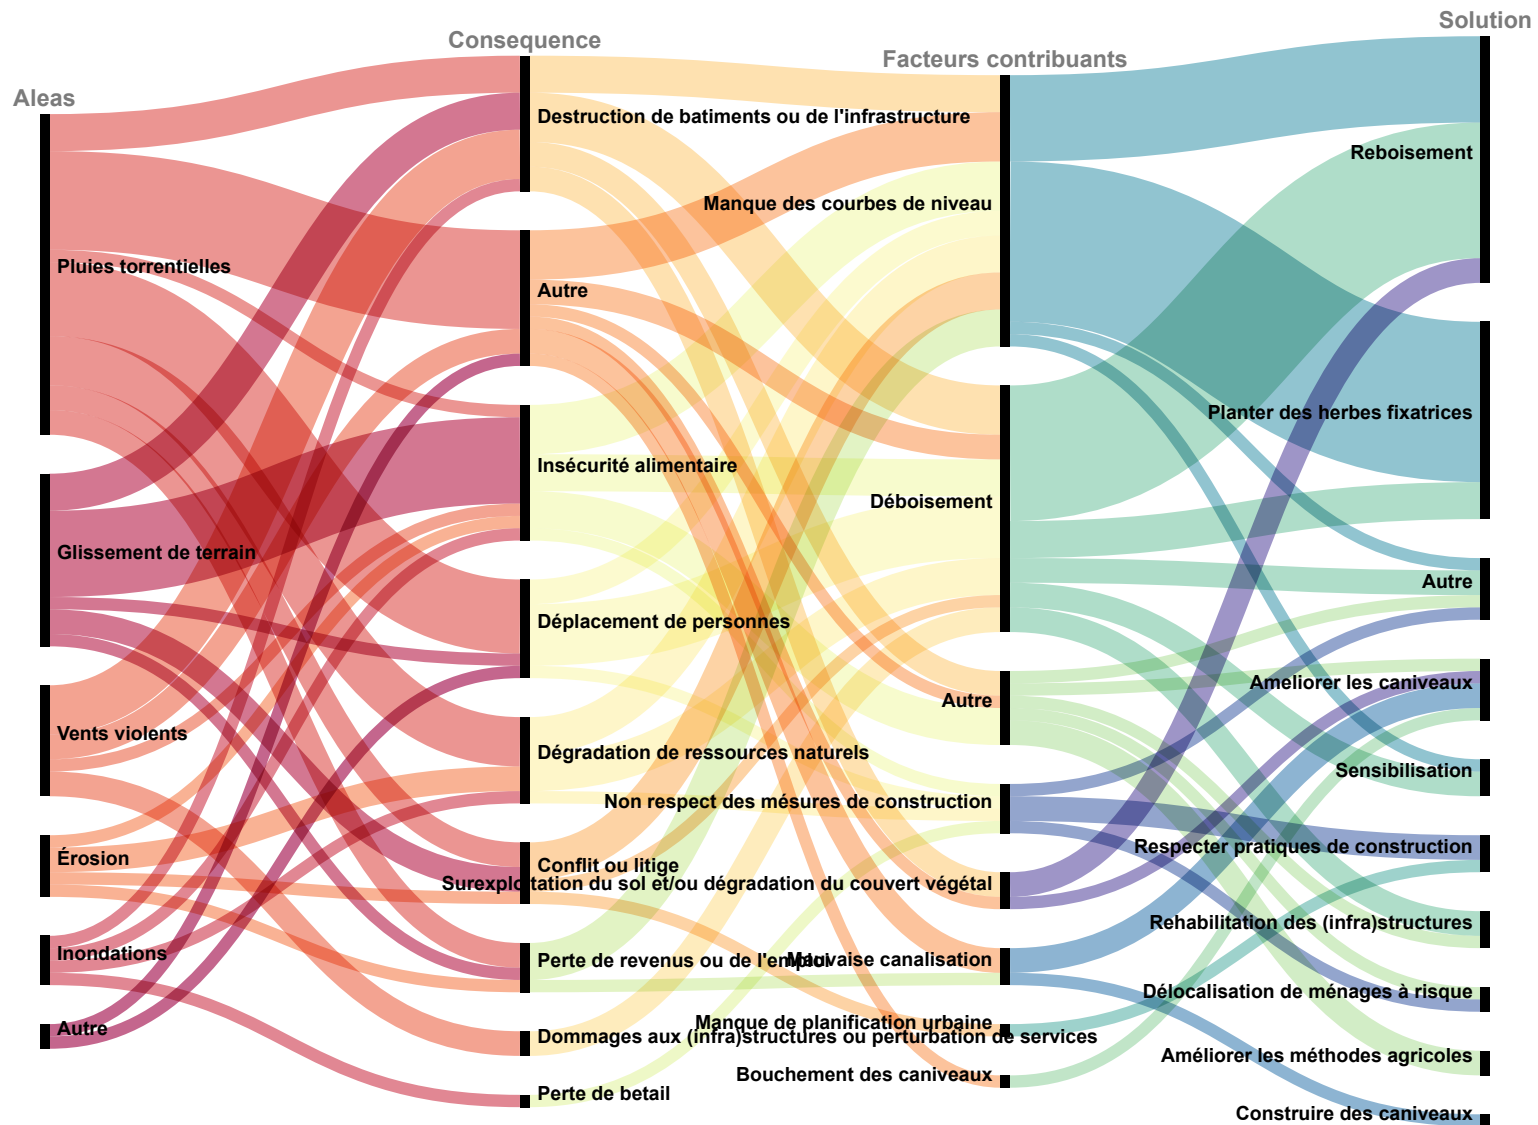 Aleas
Pluies torrentielles
Glissement de terrain
Vents violents
Érosion
Inondations
Autre
Consequence
Destruction de batiments ou de l'infrastructure
Autre
Insécurité alimentaire
Déplacement de personnes
Dégradation de ressources naturels
Conflit ou litige
Perte de revenus ou de l'emploi
Dommages aux (infra)structures ou perturbation de services
Perte de betail
Facteurs contribuants
Manque des courbes de niveau
Déboisement
Autre
Non respect des mésures de construction
Surexploitation du sol et/ou dégradation du couvert végétal
Mauvaise canalisation
Manque de planification urbaine
Bouchement des caniveaux
Solution
Reboisement
Planter des herbes fixatrices
Autre
Ameliorer les caniveaux
Sensibilisation
Respecter pratiques de construction
Rehabilitation des (infra)structures
Délocalisation de ménages à risque
Améliorer les méthodes agricoles
Construire des caniveaux